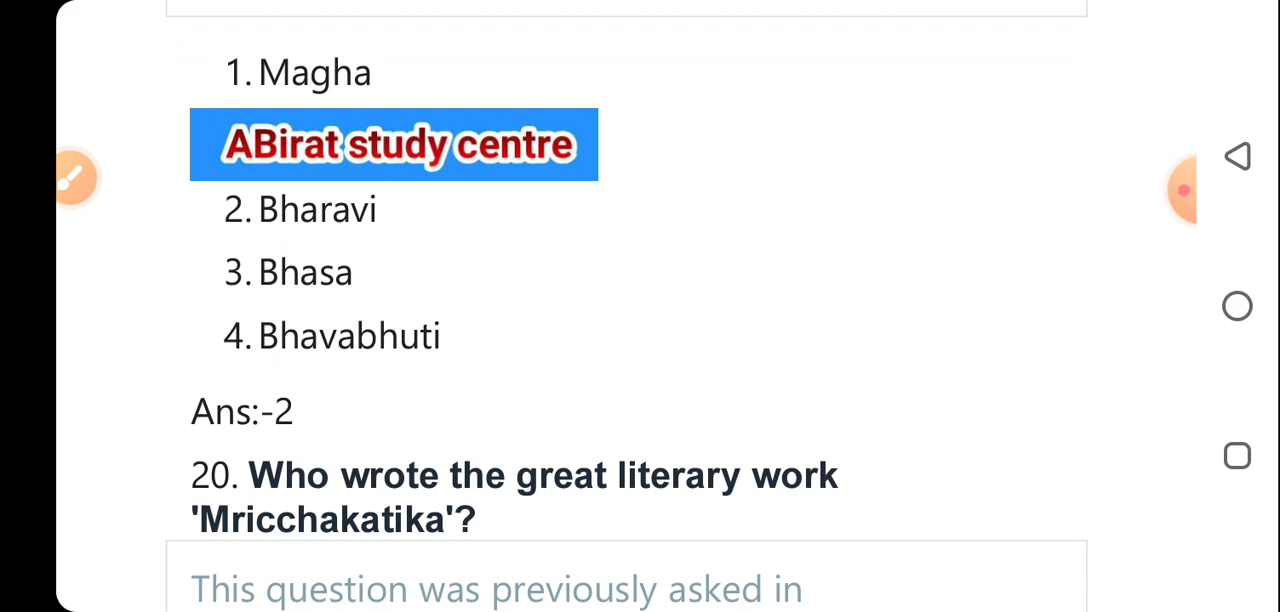 1. Magha
ABirat study centre
2. Bharavi
3. Bhasa
4. Bhavabhuti
Ans:-2
20. Who wrote the great literary work
'Mricchakatika'?
This question was previously asked in